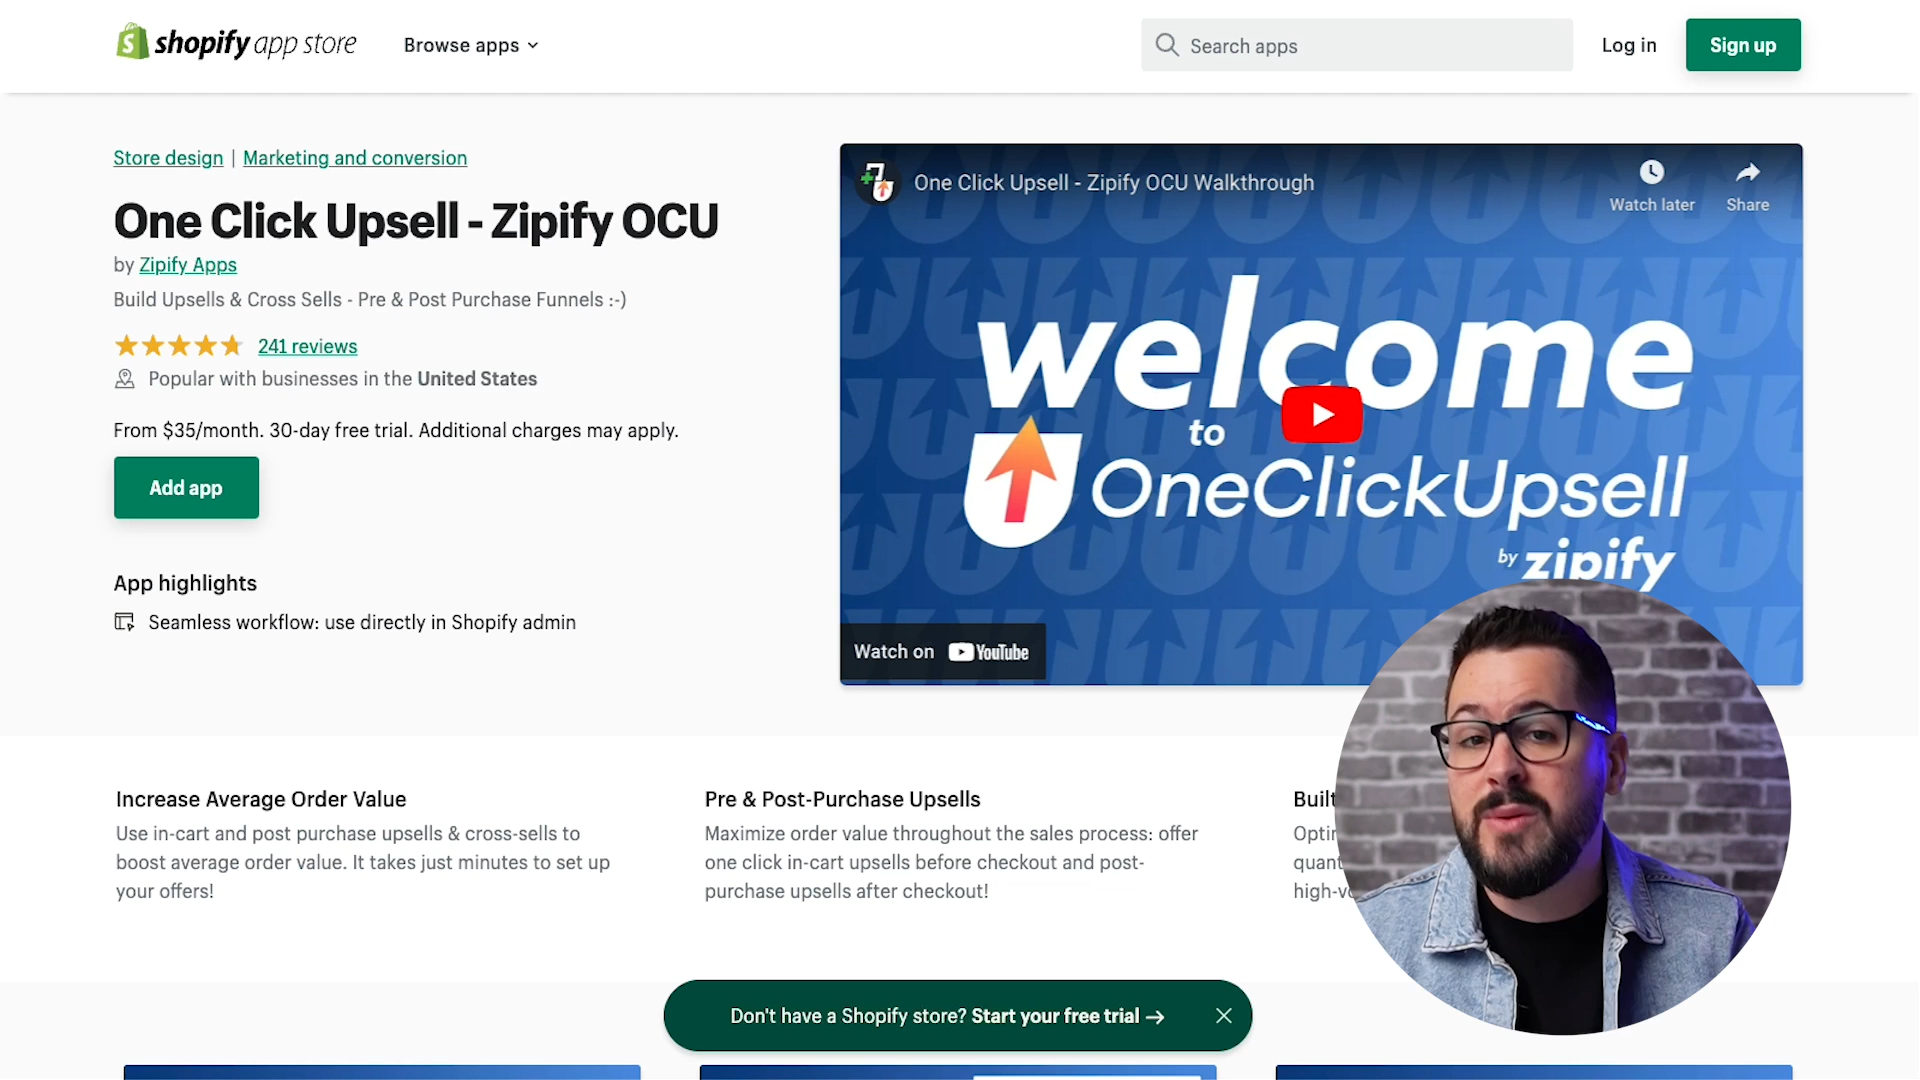 shopify app store
Browse apps
Search apps
Log in
Sign up
Store design | Marketing and conversion
One Click Upsell - Zipify OCU
by Zipify Apps
Build Upsells & Cross Sells - Pre & Post Purchase Funnels :-)
241 reviews
Popular with businesses in the United States
From $35/month. 30-day free trial. Additional charges may apply.
Add app
App highlights
Seamless workflow: use directly in Shopify admin
One Click Upsell - Zipify OCU Walkthrough
Watch later
Share
welcome
to
OneClickUpsell
by zipify
Watch on YouTube
Increase Average Order Value
Use in-cart and post purchase upsells & cross-sells to
boost average order value. It takes just minutes to set up
your offers!
Pre & Post-Purchase Upsells
Maximize order value throughout the sales process: offer
one click in-cart upsells before checkout and post-
purchase upsells after checkout!
Built
Don't have a Shopify store? Start your free trial →